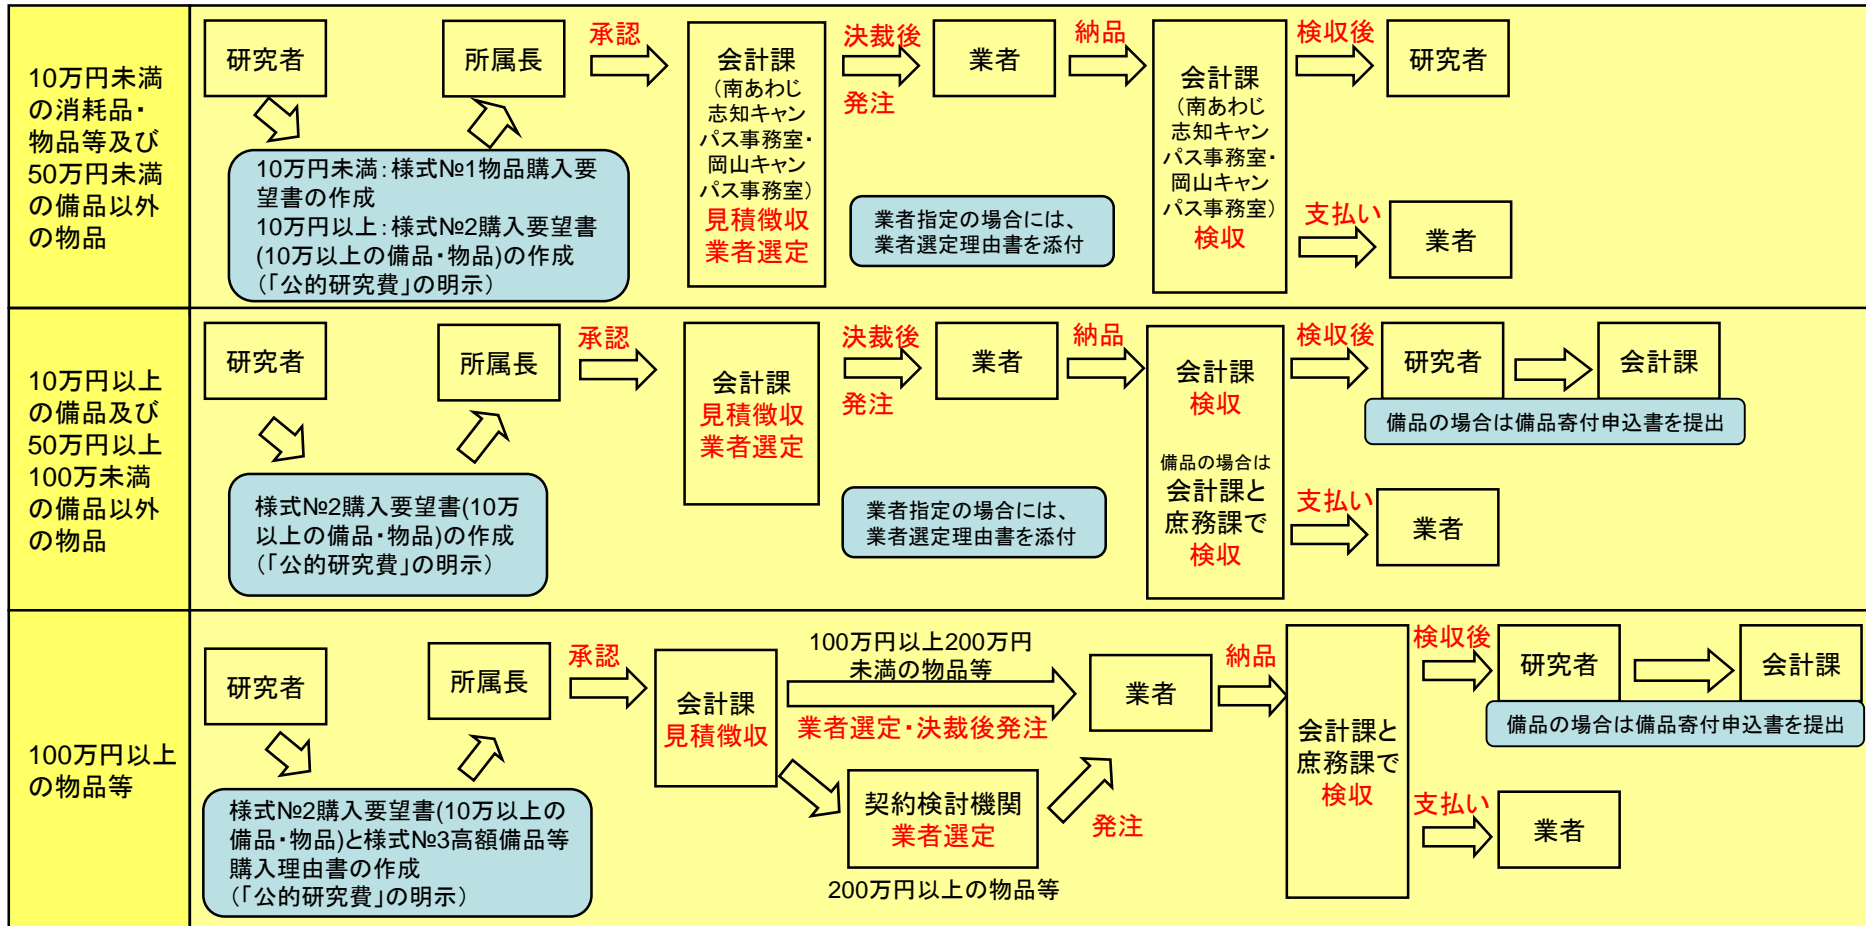 10万円未満
の消耗品・
物品等及び
50万円未満
の備品以外
の物品
研究者
所属長
承認
会計課
（南あわじ
志知キャン
パス事務室・
岡山キャン
パス事務室）
見積徴収
業者選定
決裁後
発注
業者
納品
会計課
（南あわじ
志知キャン
パス事務室・
岡山キャン
パス事務室）
検収
検収後
研究者
支払い
業者
10万円未満：様式№1物品購入要
望書の作成
10万円以上：様式№2購入要望書
(10万以上の備品・物品)の作成
（「公的研究費」の明示）
業者指定の場合には、
業者選定理由書を添付
10万円以上
の備品及び
50万円以上
100万未満
の備品以外
の物品
研究者
所属長
承認
会計課
見積徴収
業者選定
決裁後
発注
業者
納品
会計課
検収
備品の場合は
会計課と
庶務課で
検収
検収後
研究者
会計課
備品の場合は備品寄付申込書を提出
支払い
業者
様式№2購入要望書(10万
以上の備品・物品)の作成
（「公的研究費」の明示）
業者指定の場合には、
業者選定理由書を添付
100万円以上
の物品等
研究者
所属長
承認
会計課
見積徴収
100万円以上200万円
未満の物品等
業者選定・決裁後発注
契約検討機関
業者選定
200万円以上の物品等
発注
業者
納品
会計課と
庶務課で
検収
検収後
研究者
会計課
備品の場合は備品寄付申込書を提出
支払い
業者
様式№2購入要望書(10万以上の
備品・物品)と様式№3高額備品等
購入理由書の作成
（「公的研究費」の明示）